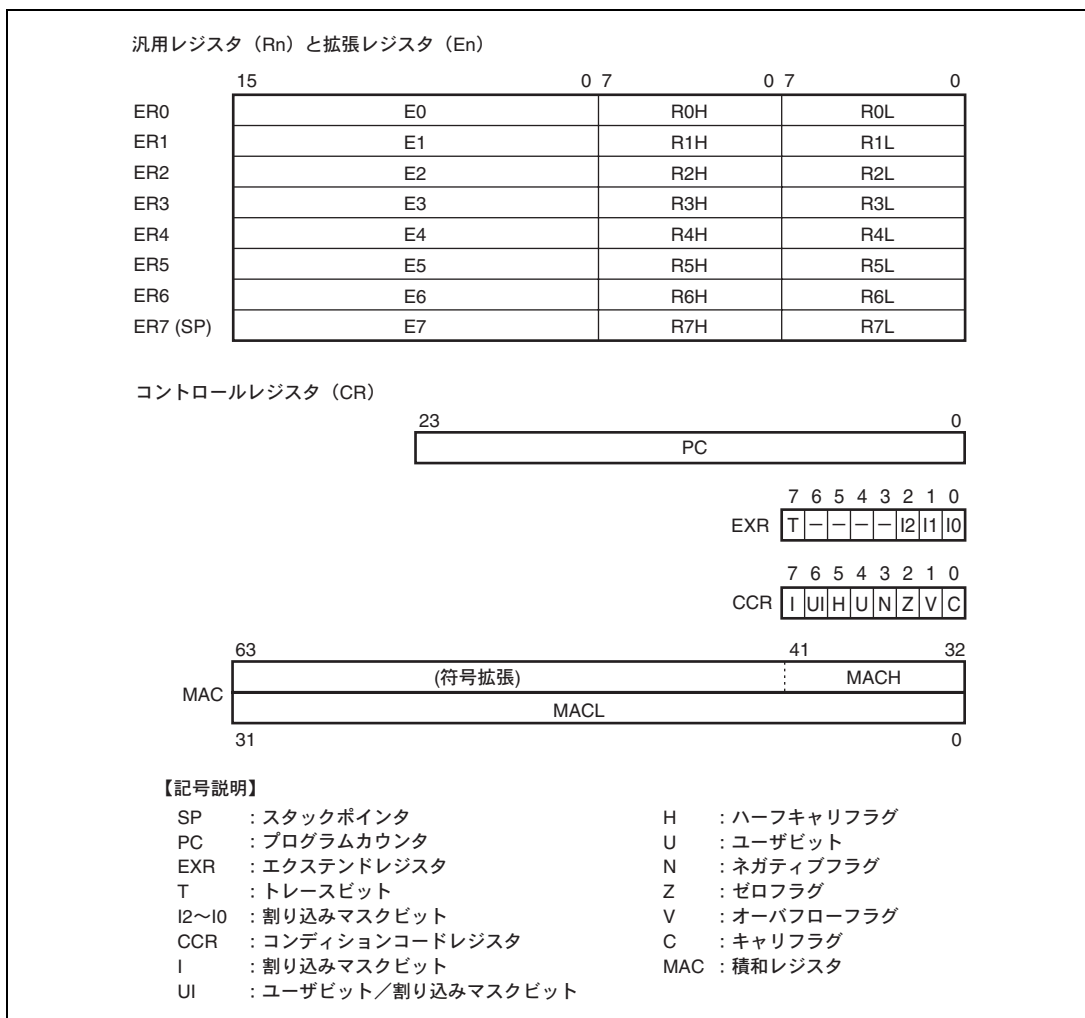 汎用レジスタ（Rn）と拡張レジスタ（En）
15 0 7 0 7 0
ER0 E0 R0H R0L
ER1 E1 R1H R1L
ER2 E2 R2H R2L
ER3 E3 R3H R3L
ER4 E4 R4H R4L
ER5 E5 R5H R5L
ER6 E6 R6H R6L
ER7 (SP) E7 R7H R7L
コントロールレジスタ（CR）
23 0
PC
7 6 5 4 3 2 1 0
EXR T － － － － I2 I1 I0
7 6 5 4 3 2 1 0
CCR I UI H U N Z V C
63 41 32
(符号拡張) MACH
MAC
MACL
31 0
【記号説明】
SP ：スタックポインタ
PC ：プログラムカウンタ
EXR ：エクステンドレジスタ
T ：トレースビット
I2～I0 ：割り込みマスクビット
CCR ：コンディションコードレジスタ
I ：割り込みマスクビット
UI ：ユーザビット／割り込みマスクビット
H ：ハーフキャリフラグ
U ：ユーザビット
N ：ネガティブフラグ
Z ：ゼロフラグ
V ：オーバフローフラグ
C ：キャリフラグ
MAC ：積和レジスタ